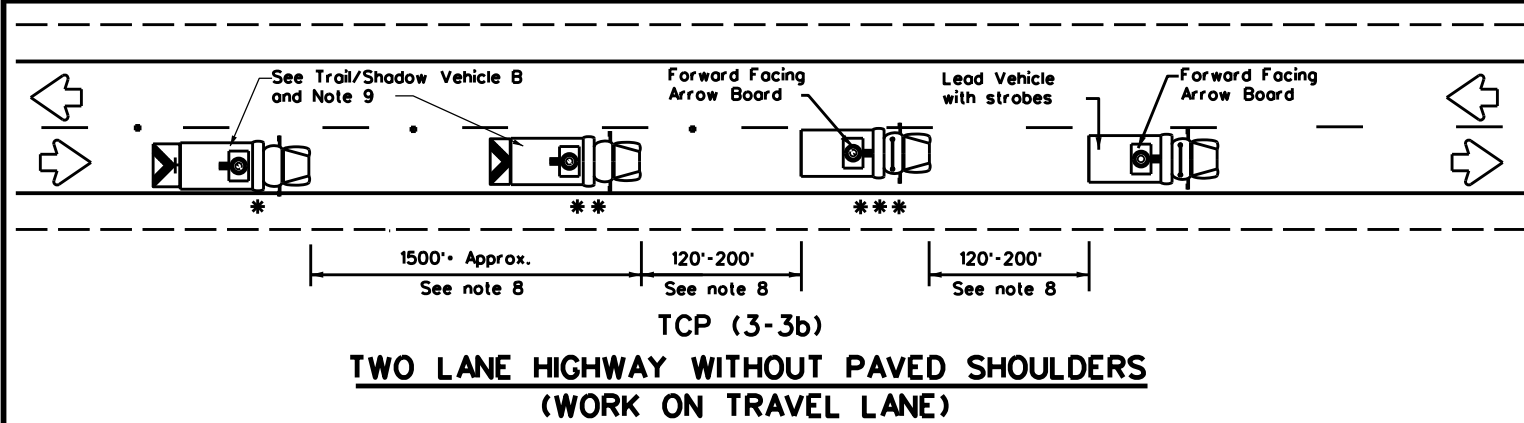 See Trail/Shadow Vehicle B
and Note 9
Forward Facing
Arrow Board
Lead Vehicle
with strobes
Forward Facing
Arrow Board
*
**
***
1500'+ Approx.
See note 8
120'-200'
See note 8
120'-200'
See note 8
TCP (3-3b)
TWO LANE HIGHWAY WITHOUT PAVED SHOULDERS
(WORK ON TRAVEL LANE)